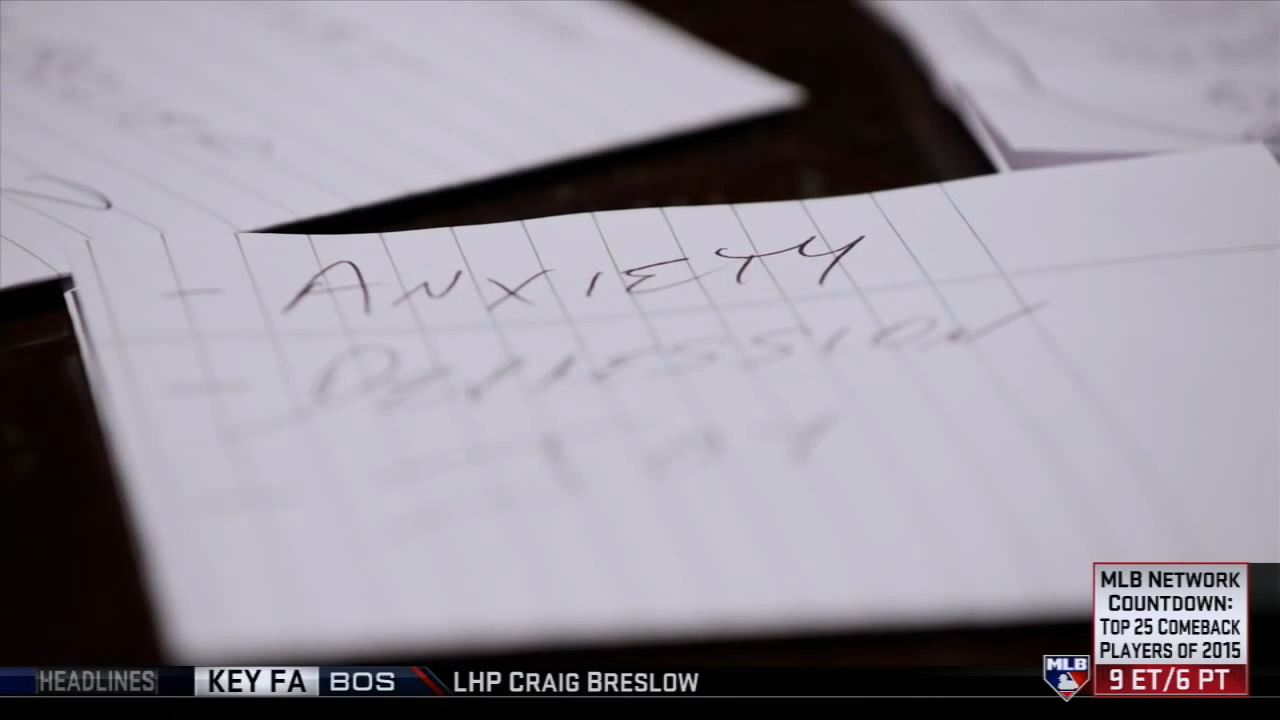 - ANXIETY
- DEPRESSION
MLB NETWORK
COUNTDOWN:
TOP 25 COMEBACK
PLAYERS OF 2015
9 ET/6 PT
MLB
HEADLINES KEY FA BOS LHP CRAIG BRESLOW